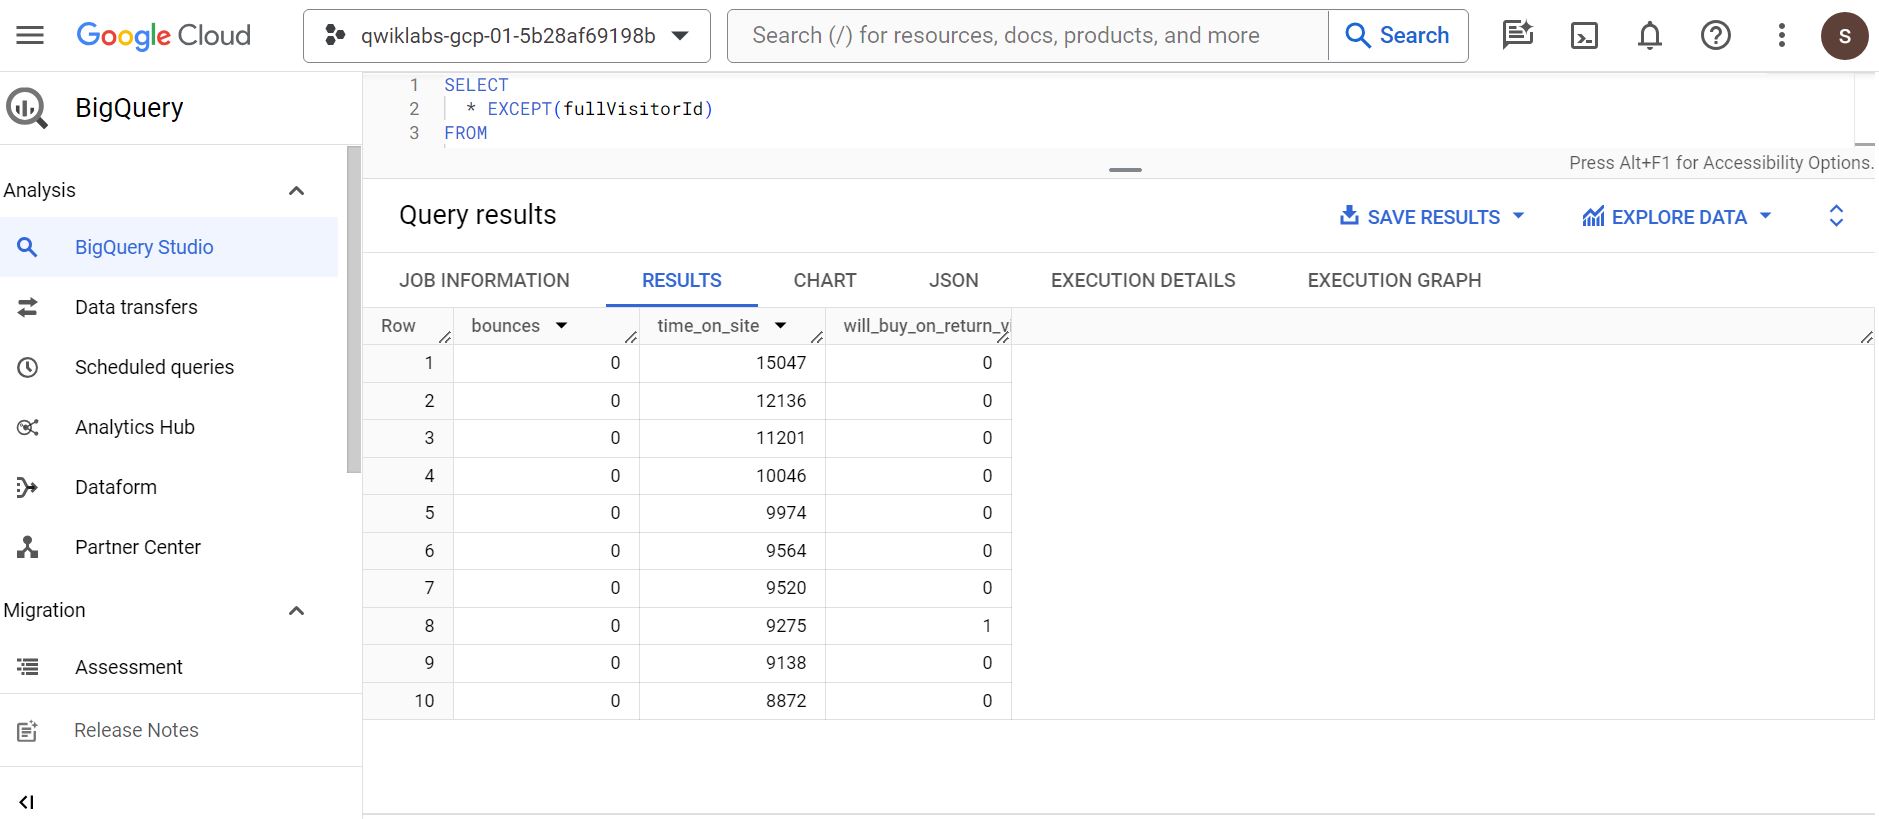 Google Cloud
qwiklabs-gcp-01-5b28af69198b
Search (/) for resources, docs, products, and more
Search
S
BigQuery
Analysis
BigQuery Studio
Data transfers
Scheduled queries
Analytics Hub
Dataform
Partner Center
Migration
Assessment
Release Notes
1 SELECT
2 * EXCEPT(fullVisitorId)
3 FROM
Press Alt+F1 for Accessibility Options.
Query results
SAVE RESULTS
EXPLORE DATA
JOB INFORMATION RESULTS CHART JSON EXECUTION DETAILS EXECUTION GRAPH
Row bounces time_on_site will_buy_on_return_vi
1 0 15047 0
2 0 12136 0
3 0 11201 0
4 0 10046 0
5 0 9974 0
6 0 9564 0
7 0 9520 0
8 0 9275 1
9 0 9138 0
10 0 8872 0